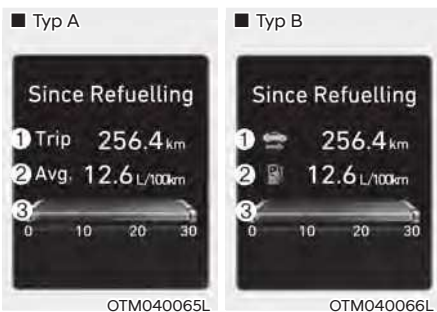 ■ Typ A
Since Refuelling
① Trip 256.4 km
② Avg. 12.6 L/100km
③
0 10 20 30
OTM040065L
■ Typ B
Since Refuelling
① 256.4 km
② 12.6 L/100km
③
0 10 20 30
OTM040066L